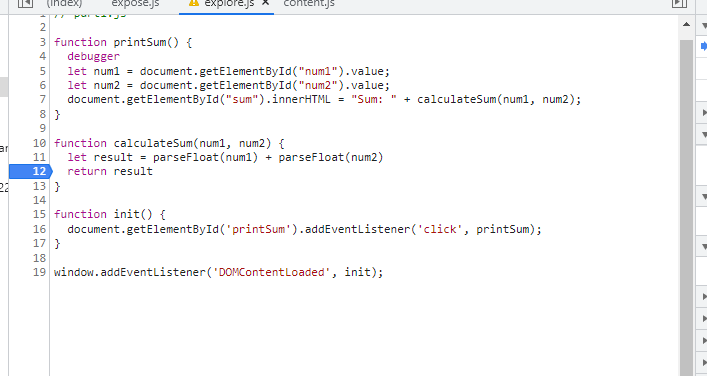 (index) expose.js explore.js × content.js
1 // part1.js
2
3 function printSum() {
4 debugger
5 let num1 = document.getElementById("num1").value;
6 let num2 = document.getElementById("num2").value;
7 document.getElementById("sum").innerHTML = "Sum: " + calculateSum(num1, num2);
8 }
9
10 function calculateSum(num1, num2) {
11 let result = parseFloat(num1) + parseFloat(num2)
12 return result
13 }
14
15 function init() {
16 document.getElementById('printSum').addEventListener('click', printSum);
17 }
18
19 window.addEventListener('DOMContentLoaded', init);